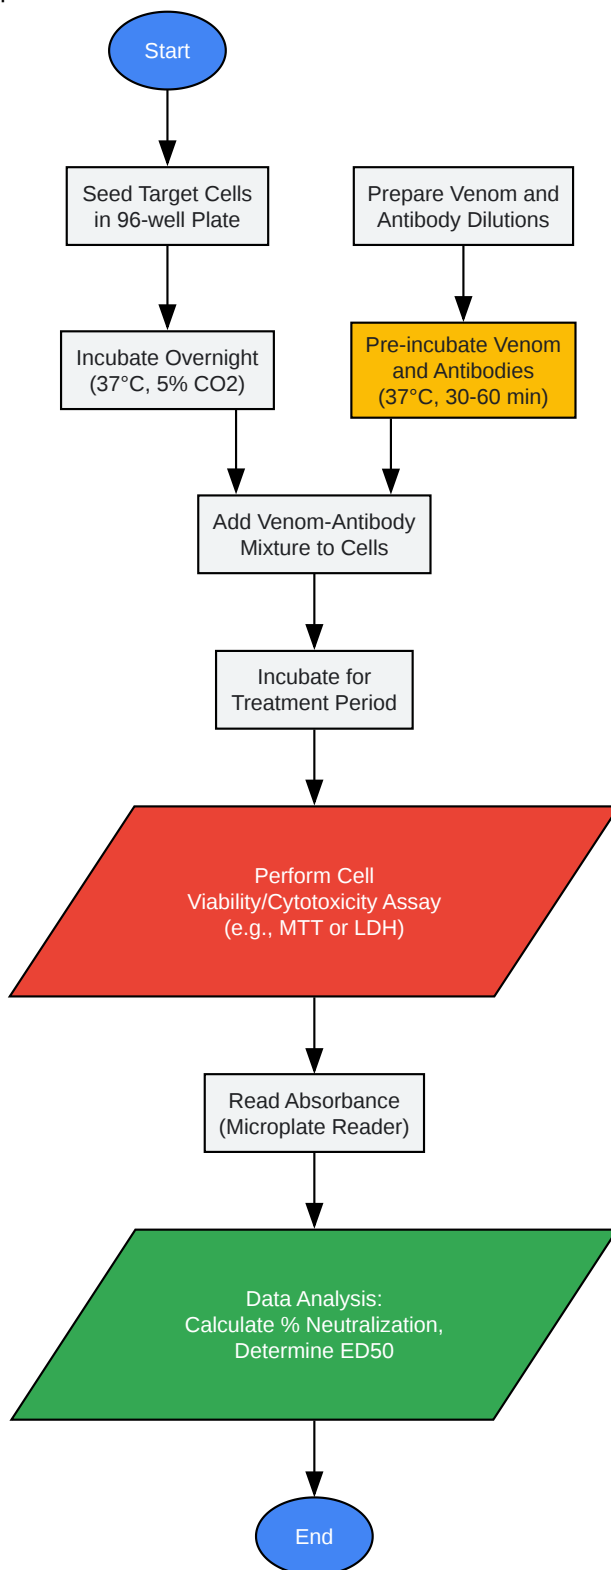 Start
Seed Target Cells
in 96-well Plate
Prepare Venom and
Antibody Dilutions
Incubate Overnight
(37°C, 5% CO2)
Pre-incubate Venom
and Antibodies
(37°C, 30-60 min)
Add Venom-Antibody
Mixture to Cells
Incubate for
Treatment Period
Perform Cell
Viability/Cytotoxicity Assay
(e.g., MTT or LDH)
Read Absorbance
(Microplate Reader)
Data Analysis:
Calculate % Neutralization,
Determine ED50
End